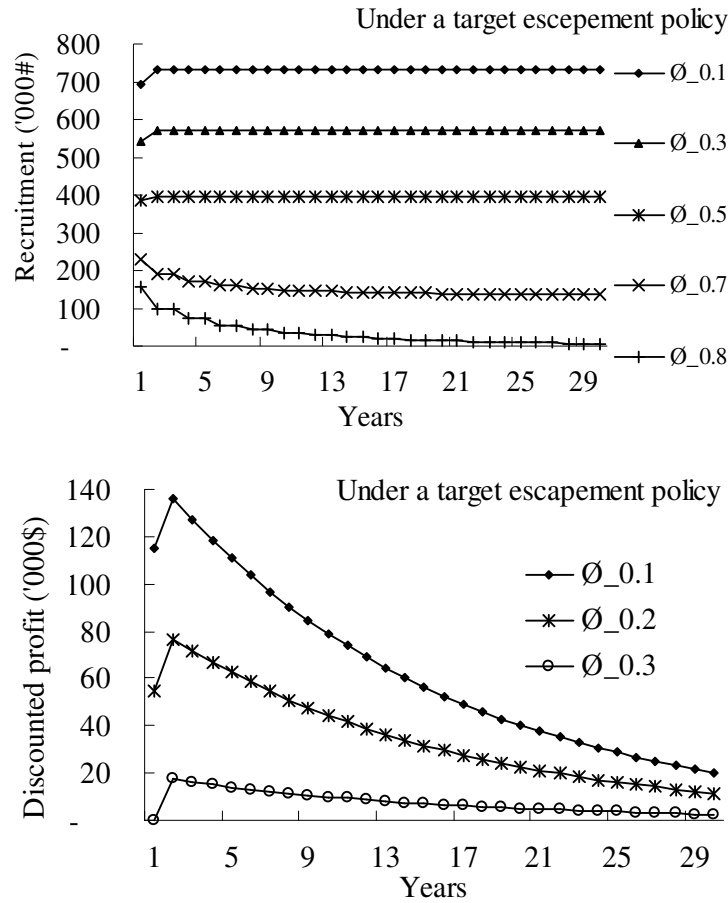 Under a target escepement policy
Recruitment ('000#)
800
700
600
500
400
300
200
100
-
1 5 9 13 17 21 25 29
Years
Ø_0.1
Ø_0.3
Ø_0.5
Ø_0.7
Ø_0.8
Under a target escapement policy
Discounted profit ('000$)
140
120
100
80
60
40
20
-
1 5 9 13 17 21 25 29
Years
Ø_0.1
Ø_0.2
Ø_0.3